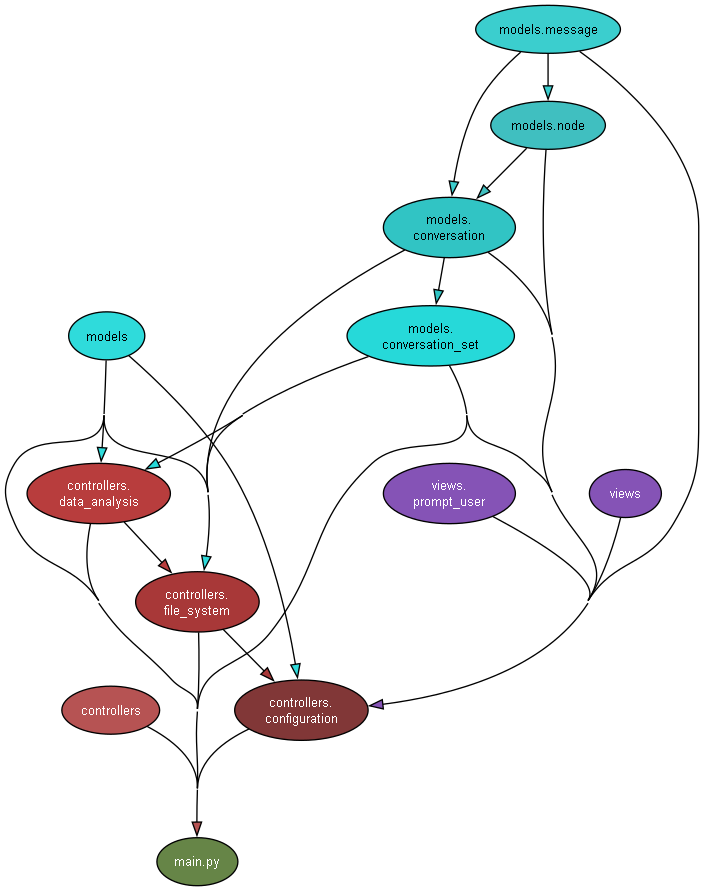 models.message
models.node
models.
conversation
models
models.
conversation_set
controllers.
data_analysis
views.
prompt_user
views
controllers.
file_system
controllers
controllers.
configuration
main.py